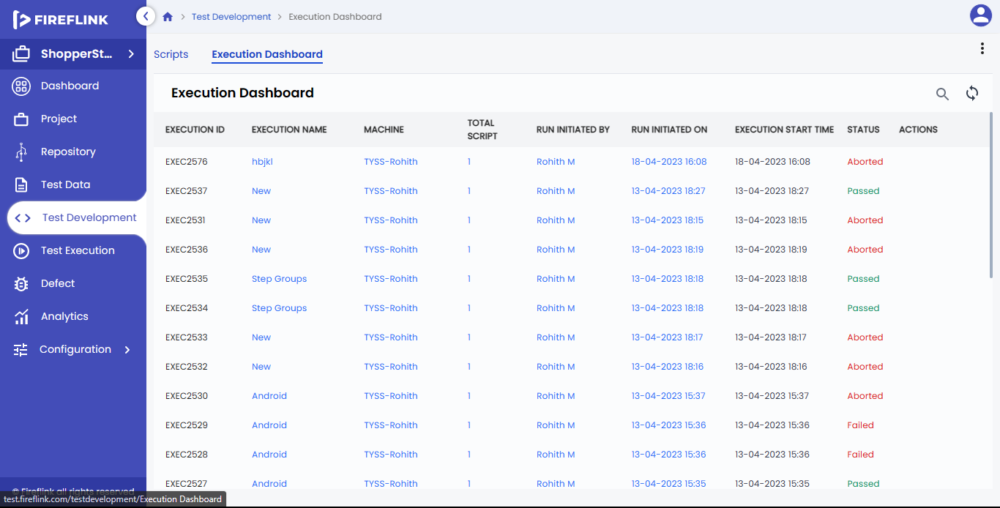 FIREFLINK
Test Development
Execution Dashboard
ShopperSt...
Dashboard
Project
Repository
Test Data
Test Development
Test Execution
Defect
Analytics
Configuration
© Fireflink all rights reserved
test.fireflink.com/testdevelopment/Execution Dashboard
Scripts
Execution Dashboard
Execution Dashboard
EXECUTION ID EXECUTION NAME MACHINE TOTAL SCRIPT RUN INITIATED BY RUN INITIATED ON EXECUTION START TIME STATUS ACTIONS
EXEC2576 hbjkl TYSS-Rohith 1 Rohith M 18-04-2023 16:08 18-04-2023 16:08 Aborted
EXEC2537 New TYSS-Rohith 1 Rohith M 13-04-2023 18:27 13-04-2023 18:27 Passed
EXEC2531 New TYSS-Rohith 1 Rohith M 13-04-2023 18:15 13-04-2023 18:15 Aborted
EXEC2536 New TYSS-Rohith 1 Rohith M 13-04-2023 18:19 13-04-2023 18:19 Aborted
EXEC2535 Step Groups TYSS-Rohith 1 Rohith M 13-04-2023 18:18 13-04-2023 18:18 Passed
EXEC2534 Step Groups TYSS-Rohith 1 Rohith M 13-04-2023 18:18 13-04-2023 18:18 Passed
EXEC2533 New TYSS-Rohith 1 Rohith M 13-04-2023 18:17 13-04-2023 18:17 Aborted
EXEC2532 New TYSS-Rohith 1 Rohith M 13-04-2023 18:16 13-04-2023 18:16 Aborted
EXEC2530 Android TYSS-Rohith 1 Rohith M 13-04-2023 15:37 13-04-2023 15:37 Aborted
EXEC2529 Android TYSS-Rohith 1 Rohith M 13-04-2023 15:36 13-04-2023 15:36 Failed
EXEC2528 Android TYSS-Rohith 1 Rohith M 13-04-2023 15:36 13-04-2023 15:36 Failed
EXEC2527 Android TYSS-Rohith 1 Rohith M 13-04-2023 15:35 13-04-2023 15:35 Passed